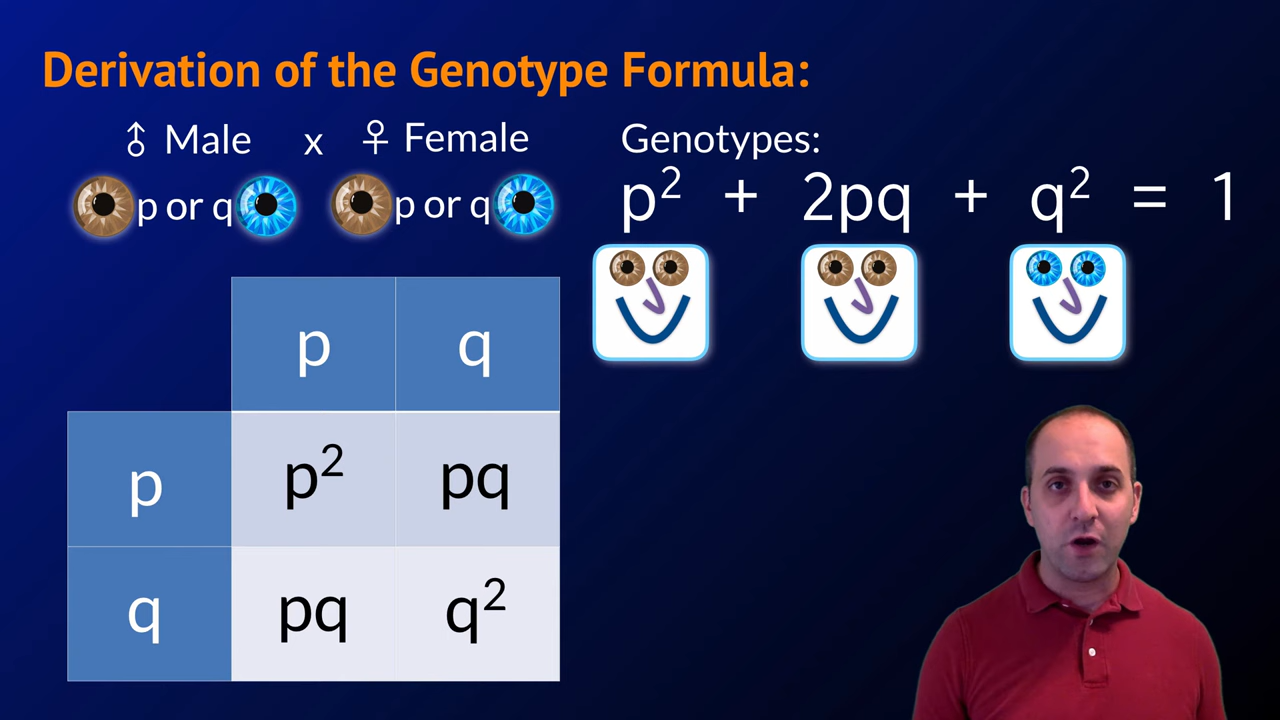 Derivation of the Genotype Formula:
♂ Male x ♀ Female
p or q p or q
Genotypes:
p² + 2pq + q² = 1
p q
p p² pq
q pq q²